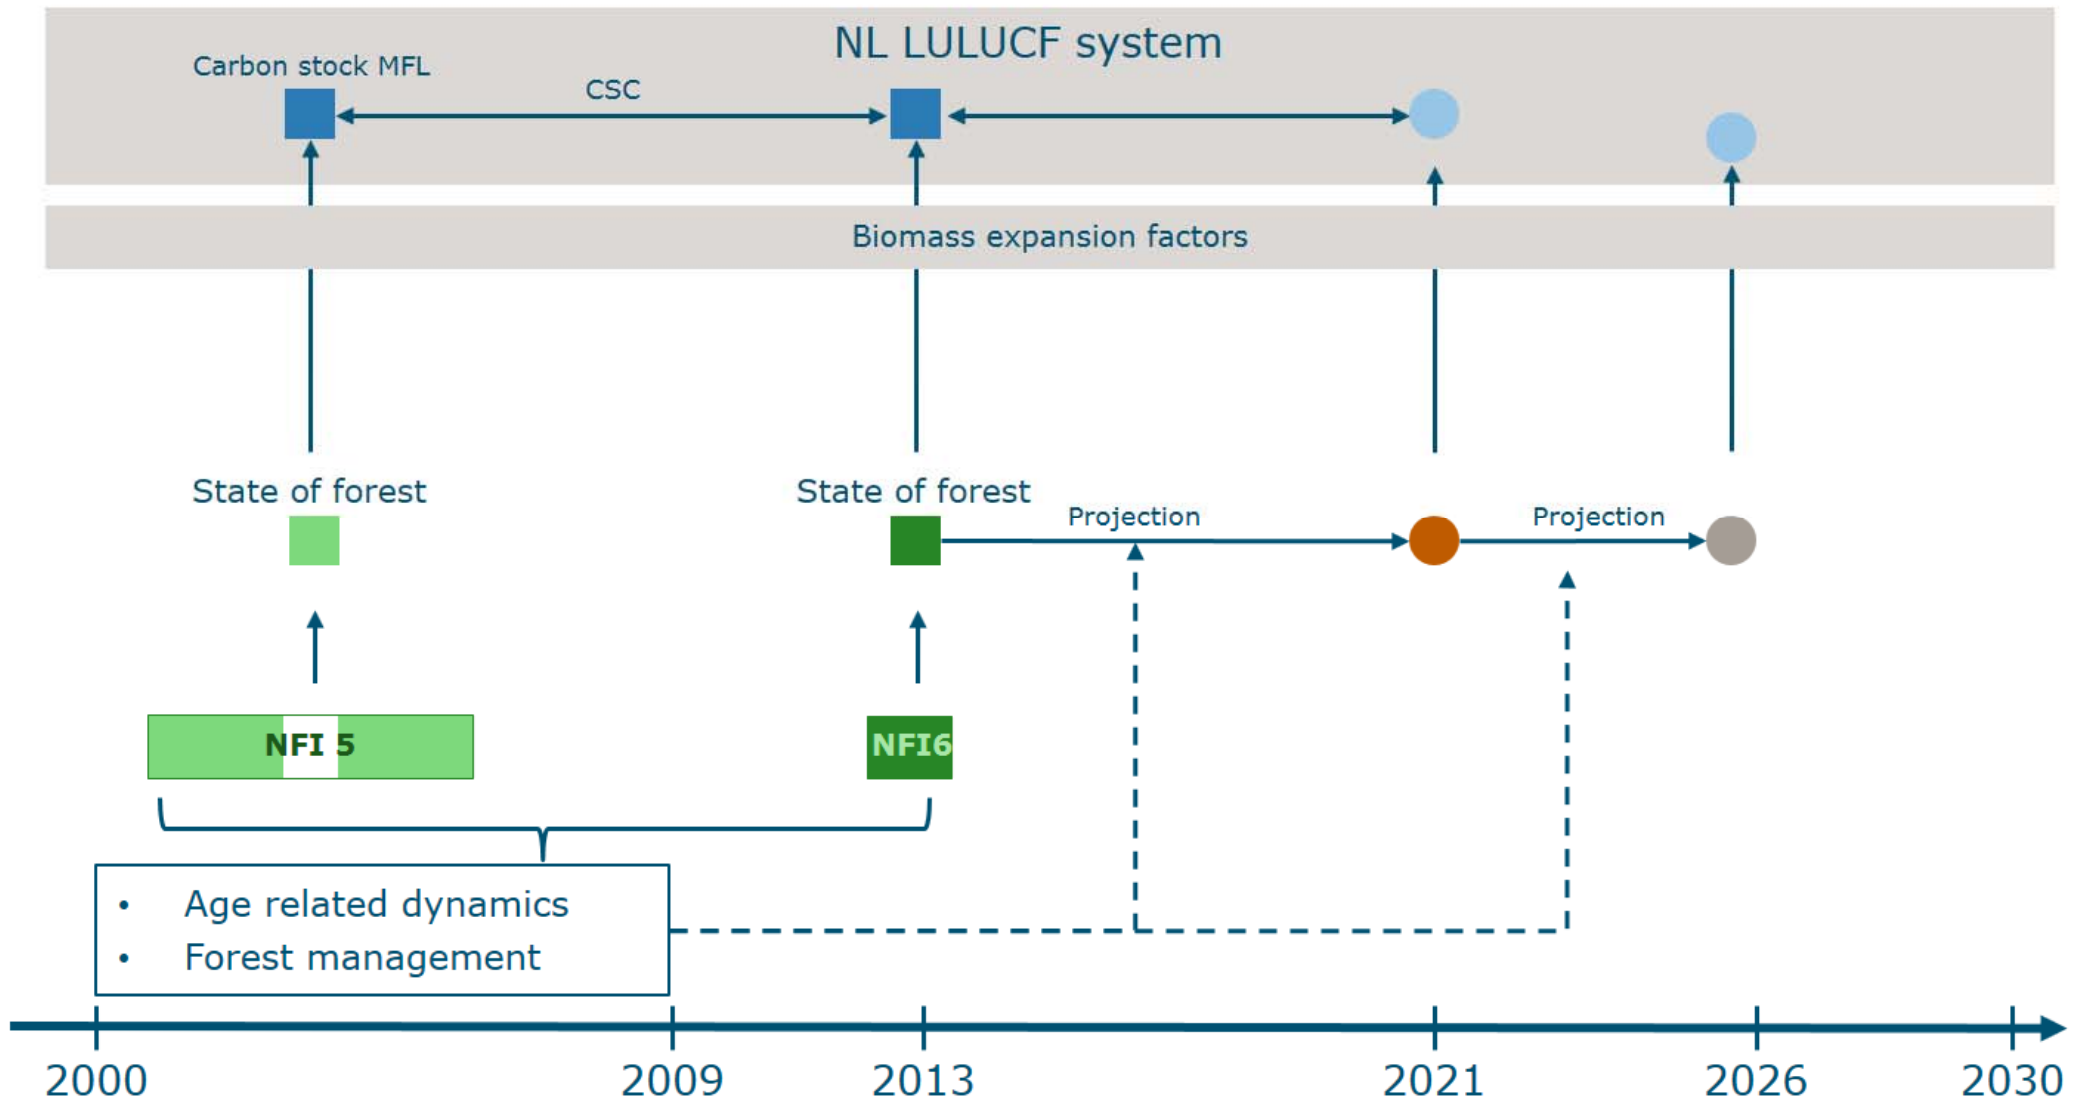 NL LULUCF system
Carbon stock MFL
CSC
Biomass expansion factors
State of forest
State of forest
Projection
Projection
NFI 5
NFI6
• Age related dynamics
• Forest management
2000
2009
2013
2021
2026
2030